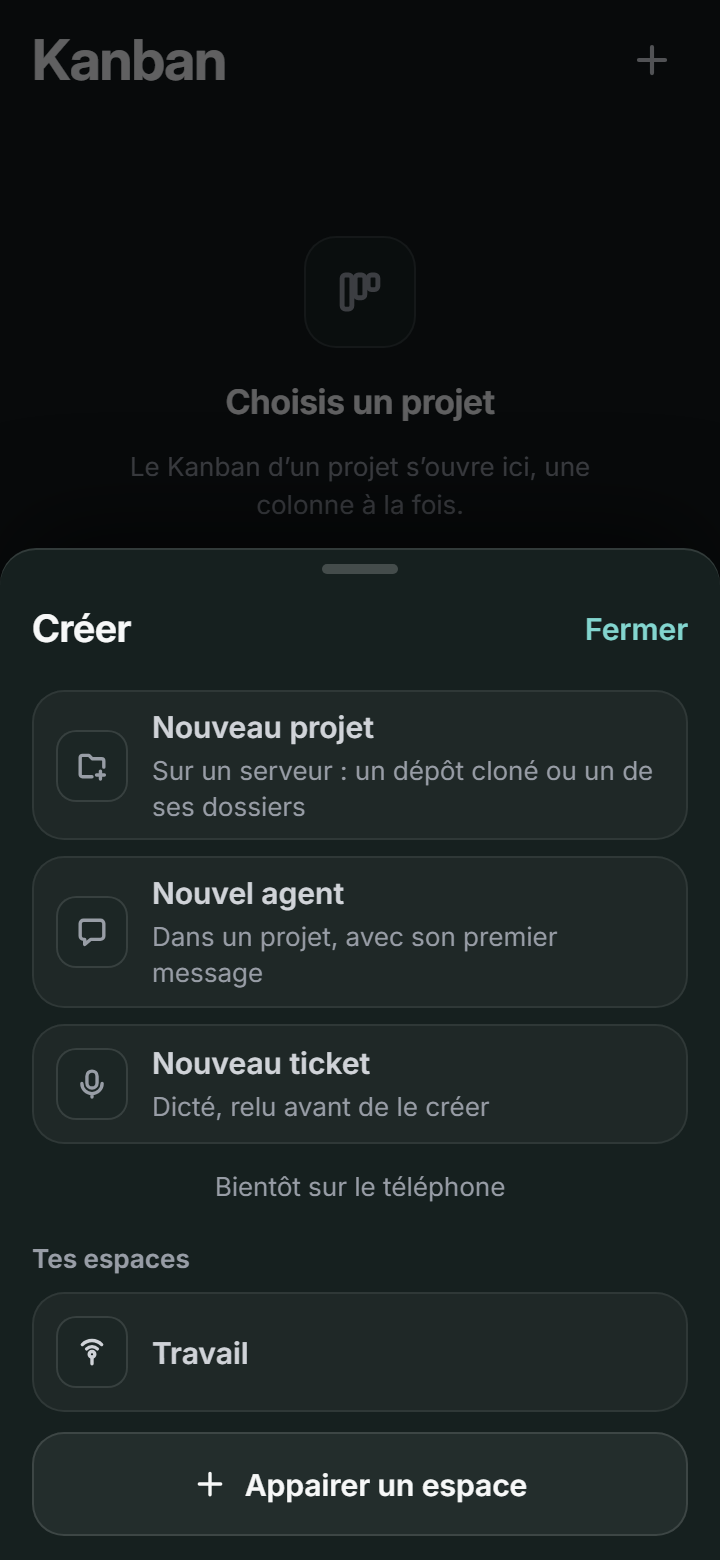 Kanban
Choisis un projet
Le Kanban d’un projet s’ouvre ici, une
colonne à la fois.
Créer
Fermer
Nouveau projet
Sur un serveur : un dépôt cloné ou un de
ses dossiers
Nouvel agent
Dans un projet, avec son premier
message
Nouveau ticket
Dicté, relu avant de le créer
Bientôt sur le téléphone
Tes espaces
Travail
Appairer un espace